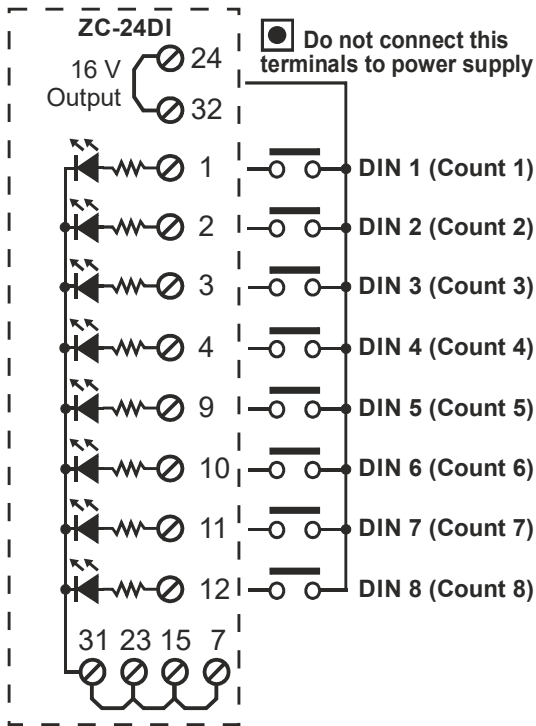 ZC-24DI
Do not connect this
terminals to power supply
16 V
Output
24
32
1
DIN 1 (Count 1)
2
DIN 2 (Count 2)
3
DIN 3 (Count 3)
4
DIN 4 (Count 4)
9
DIN 5 (Count 5)
10
DIN 6 (Count 6)
11
DIN 7 (Count 7)
12
DIN 8 (Count 8)
31 23 15 7